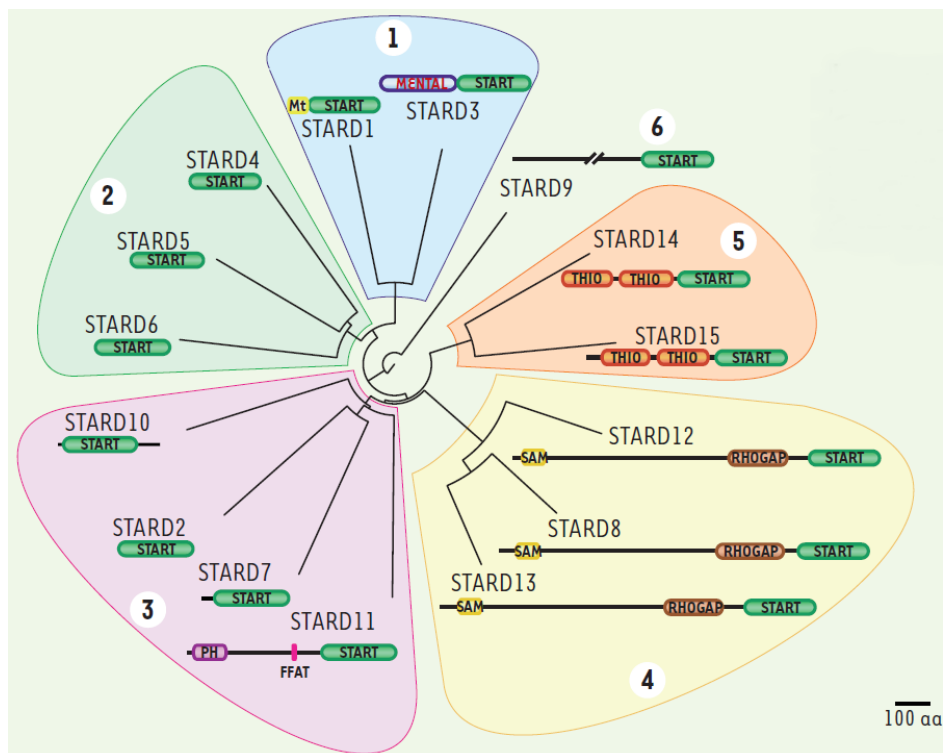 1
MENTAL START
Mt START
STARD1
STARD3
6
START
STARD9
2
STARD4
START
STARD5
START
STARD6
START
STARD14
5
THIO THIO START
STARD15
THIO THIO START
STARD10
START
STARD2
START
STARD7
START
3
STARD11
PH START
FFAT
STARD12
SAM RHOGAP START
STARD8
SAM RHOGAP START
STARD13
SAM RHOGAP START
4
100 aa